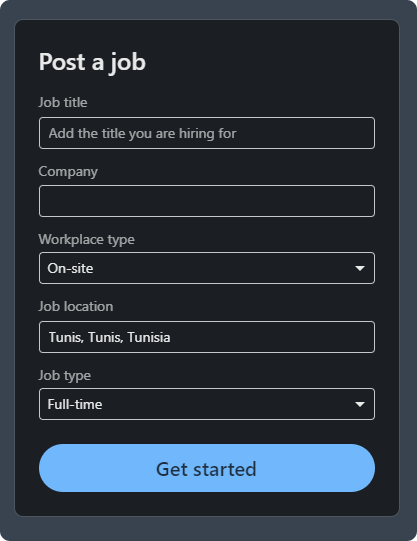 Post a job
Job title
Add the title you are hiring for
Company
Workplace type
On-site
Job location
Tunis, Tunis, Tunisia
Job type
Full-time
Get started